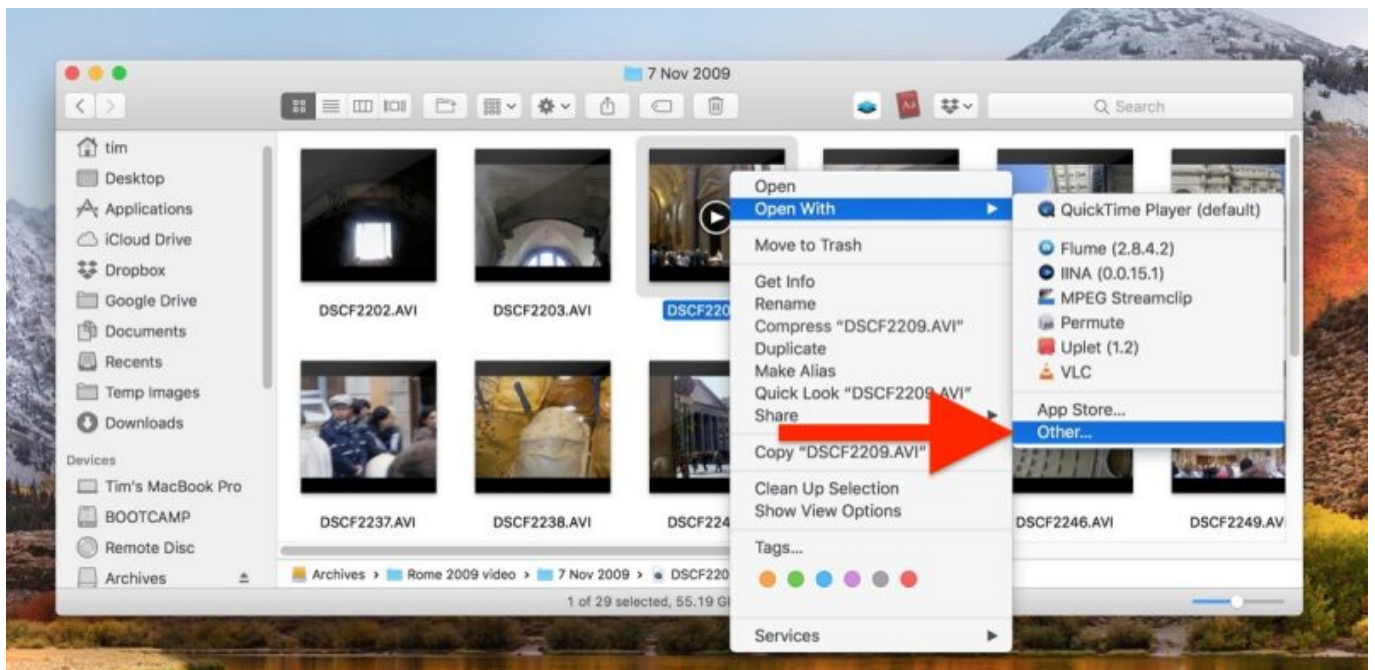 7 Nov 2009
Search
tim
Desktop
Applications
iCloud Drive
Dropbox
Google Drive
Documents
Recents
Temp Images
Downloads
Devices
Tim's MacBook Pro
BOOTCAMP
Remote Disc
Archives
DSCF2202.AVI
DSCF2203.AVI
DSCF220
DSCF2237.AVI
DSCF2238.AVI
DSCF224
DSCF2246.AVI
DSCF2249.AV
Open
Open With
Move to Trash
Get Info
Rename
Compress “DSCF2209.AVI”
Duplicate
Make Alias
Quick Look “DSCF2209.AVI”
Share
Copy “DSCF2209.AVI”
Clean Up Selection
Show View Options
Tags...
Services
QuickTime Player (default)
Flume (2.8.4.2)
IINA (0.0.15.1)
MPEG Streamclip
Permute
Uplet (1.2)
VLC
App Store...
Other...
Archives › Rome 2009 video › 7 Nov 2009 › DSCF220
1 of 29 selected, 55.19 G